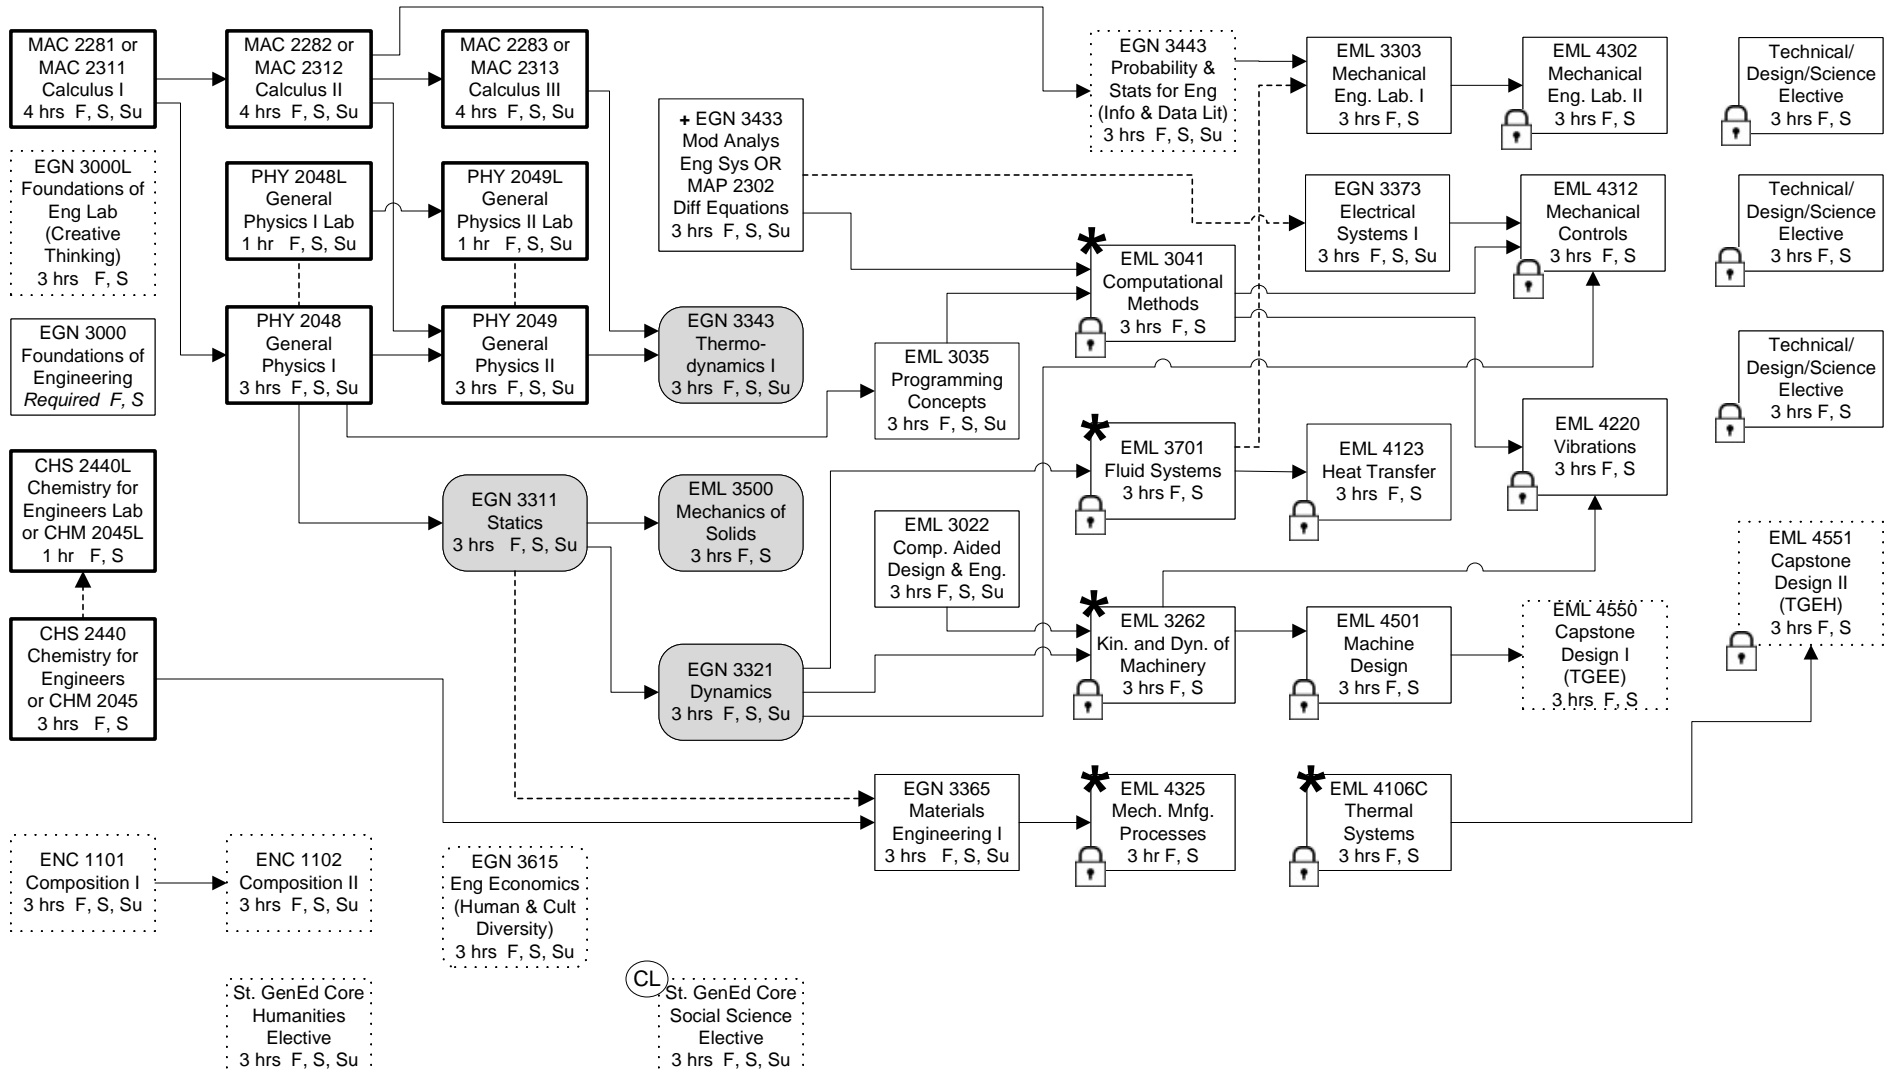 MAC 2281 or
MAC 2311
Calculus I
4 hrs F, S, Su
EGN 3000L
Foundations of
Eng Lab
(Creative
Thinking)
3 hrs F, S
EGN 3000
Foundations of
Engineering
Required F, S
CHS 2440L
Chemistry for
Engineers Lab
or CHM 2045L
1 hr F, S
CHS 2440
Chemistry for
Engineers
or CHM 2045
3 hrs F, S
ENC 1101
Composition I
3 hrs F, S, Su
MAC 2282 or
MAC 2312
Calculus II
4 hrs F, S, Su
PHY 2048L
General
Physics I Lab
1 hr F, S, Su
PHY 2048
General
Physics I
3 hrs F, S, Su
ENC 1102
Composition II
3 hrs F, S, Su
St. GenEd Core
Humanities
Elective
3 hrs F, S, Su
MAC 2283 or
MAC 2313
Calculus III
4 hrs F, S, Su
PHY 2049L
General
Physics II Lab
1 hr F, S, Su
PHY 2049
General
Physics II
3 hrs F, S, Su
EGN 3311
Statics
3 hrs F, S, Su
EGN 3615
Eng Economics
(Human & Cult
Diversity)
3 hrs F, S, Su
+ EGN 3433
Mod Analys
Eng Sys OR
MAP 2302
Diff Equations
3 hrs F, S, Su
EGN 3343
Thermo-
dynamics I
3 hrs F, S, Su
EML 3500
Mechanics of
Solids
3 hrs F, S
EGN 3321
Dynamics
3 hrs F, S, Su
CL
St. GenEd Core
Social Science
Elective
3 hrs F, S, Su
EML 3035
Programming
Concepts
3 hrs F, S, Su
EML 3022
Comp. Aided
Design & Eng.
3 hrs F, S, Su
EGN 3365
Materials
Engineering I
3 hrs F, S, Su
EGN 3443
Probability &
Stats for Eng
(Info & Data Lit)
3 hrs F, S, Su
*
EML 3041
Computational
Methods
3 hrs F, S
*
EML 3701
Fluid Systems
3 hrs F, S
*
EML 3262
Kin. and Dyn. of
Machinery
3 hrs F, S
*
EML 4325
Mech. Mnfg.
Processes
3 hr F, S
EML 3303
Mechanical
Eng. Lab. I
3 hrs F, S
EGN 3373
Electrical
Systems I
3 hrs F, S, Su
EML 4123
Heat Transfer
3 hrs F, S
EML 4501
Machine
Design
3 hrs F, S
*
EML 4106C
Thermal
Systems
3 hrs F, S
EML 4302
Mechanical
Eng. Lab. II
3 hrs F, S
EML 4312
Mechanical
Controls
3 hrs F, S
EML 4220
Vibrations
3 hrs F, S
EML 4550
Capstone
Design I
(TGEE)
3 hrs F, S
Technical/
Design/Science
Elective
3 hrs F, S
Technical/
Design/Science
Elective
3 hrs F, S
Technical/
Design/Science
Elective
3 hrs F, S
EML 4551
Capstone
Design II
(TGEH)
3 hrs F, S